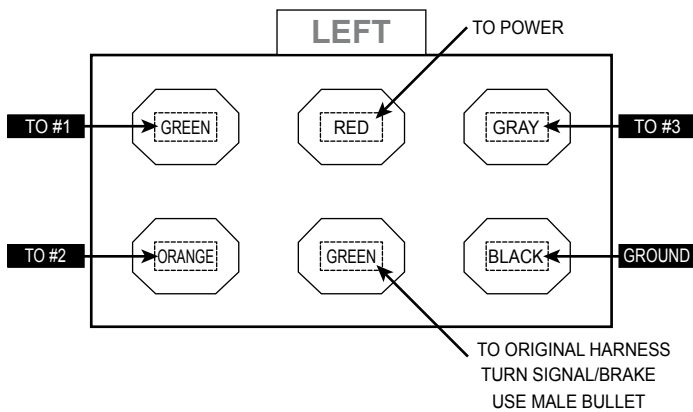 LEFT
TO POWER
TO #1
GREEN
RED
GRAY
TO #3
TO #2
ORANGE
GREEN
BLACK
GROUND
TO ORIGINAL HARNESS
TURN SIGNAL/BRAKE
USE MALE BULLET